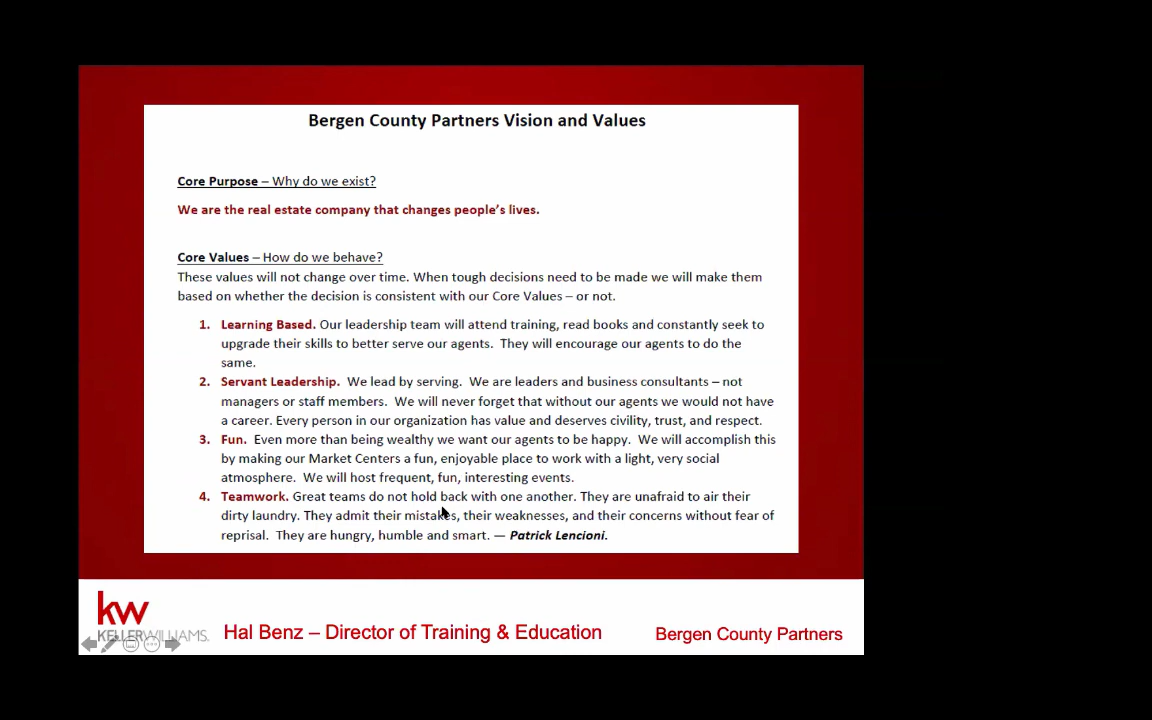 Bergen County Partners Vision and Values
Core Purpose – Why do we exist?
We are the real estate company that changes people's lives.
Core Values – How do we behave?
These values will not change over time. When tough decisions need to be made we will make them
based on whether the decision is consistent with our Core Values – or not.
1. Learning Based. Our leadership team will attend training, read books and constantly seek to
upgrade their skills to better serve our agents. They will encourage our agents to do the
same.
2. Servant Leadership. We lead by serving. We are leaders and business consultants – not
managers or staff members. We will never forget that without our agents we would not have
a career. Every person in our organization has value and deserves civility, trust, and respect.
3. Fun. Even more than being wealthy we want our agents to be happy. We will accomplish this
by making our Market Centers a fun, enjoyable place to work with a light, very social
atmosphere. We will host frequent, fun, interesting events.
4. Teamwork. Great teams do not hold back with one another. They are unafraid to air their
dirty laundry. They admit their mistakes, their weaknesses, and their concerns without fear of
reprisal. They are hungry, humble and smart. — Patrick Lencioni.
kw
KELLERWILLIAMS.
Hal Benz – Director of Training & Education
Bergen County Partners